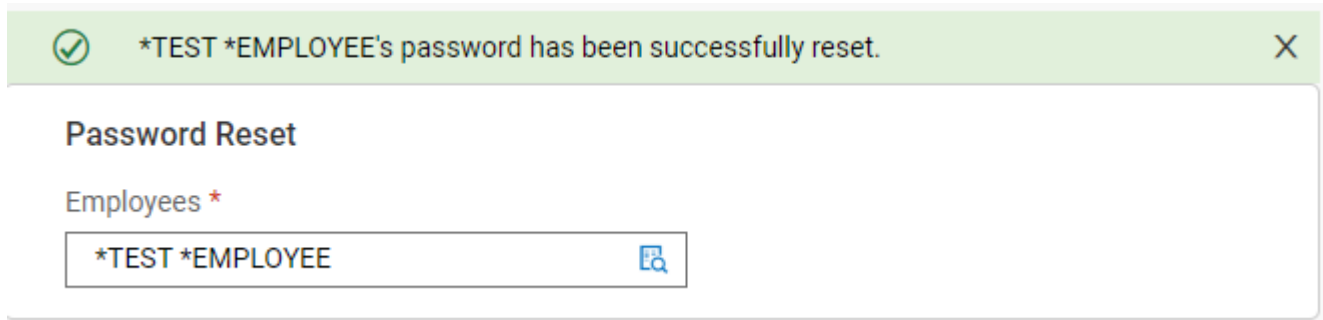 *TEST *EMPLOYEE's password has been successfully reset.
Password Reset
Employees *
*TEST *EMPLOYEE